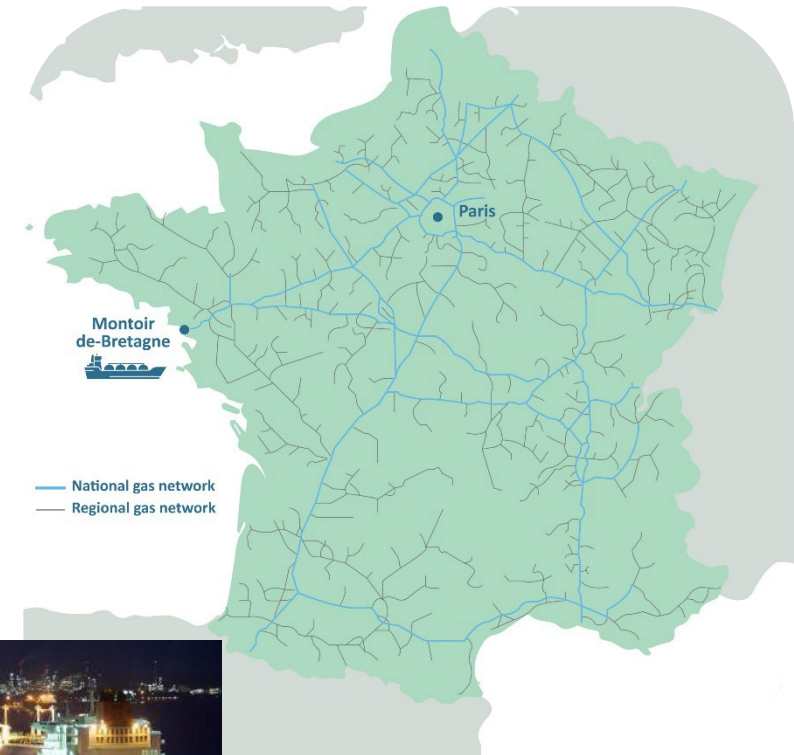 Paris
Montoir
de-Bretagne
National gas network
Regional gas network